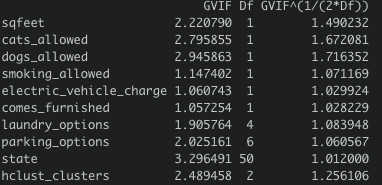 GVIF Df GVIF^(1/(2*Df))
sqfeet 2.220790 1 1.490232
cats_allowed 2.795855 1 1.672081
dogs_allowed 2.945863 1 1.716352
smoking_allowed 1.147402 1 1.071169
electric_vehicle_charge 1.060743 1 1.029924
comes_furnished 1.057254 1 1.028229
laundry_options 1.905764 4 1.083948
parking_options 2.025161 6 1.060567
state 3.296491 50 1.012000
hclust_clusters 2.489458 2 1.256106